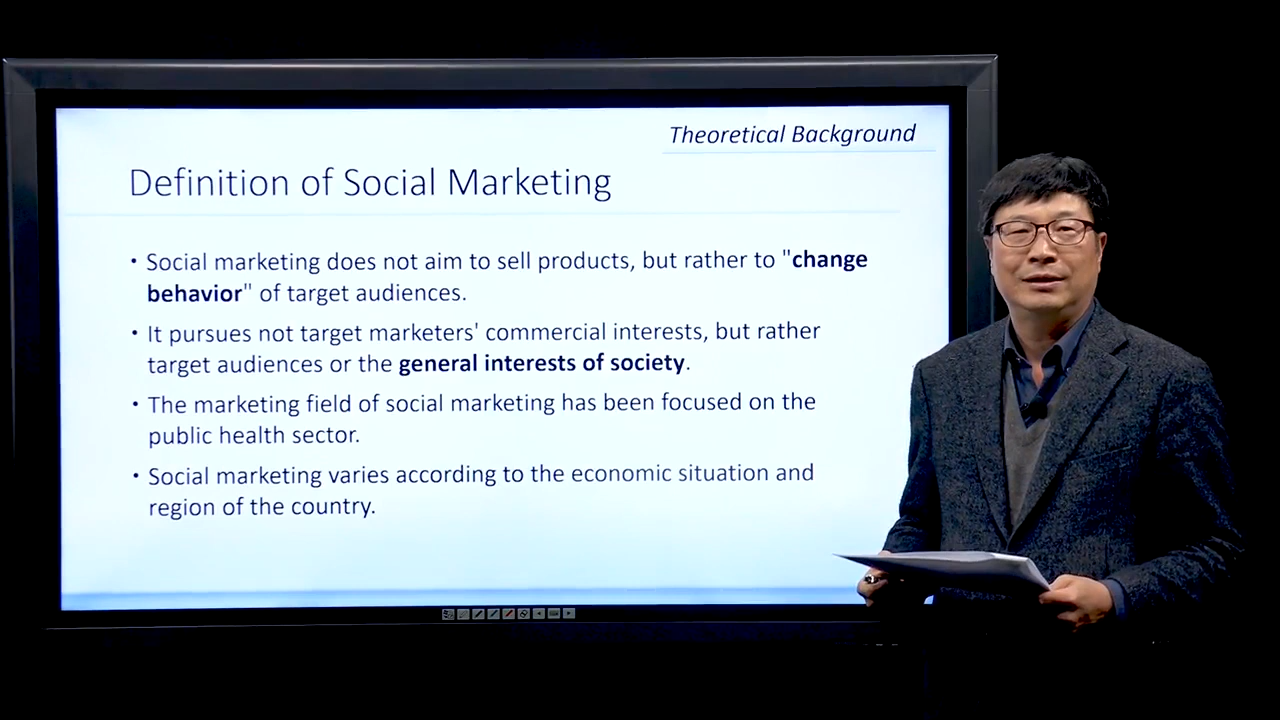 Theoretical Background
Definition of Social Marketing
• Social marketing does not aim to sell products, but rather to "change
behavior" of target audiences.
• It pursues not target marketers' commercial interests, but rather
target audiences or the general interests of society.
• The marketing field of social marketing has been focused on the
public health sector.
• Social marketing varies according to the economic situation and
region of the country.